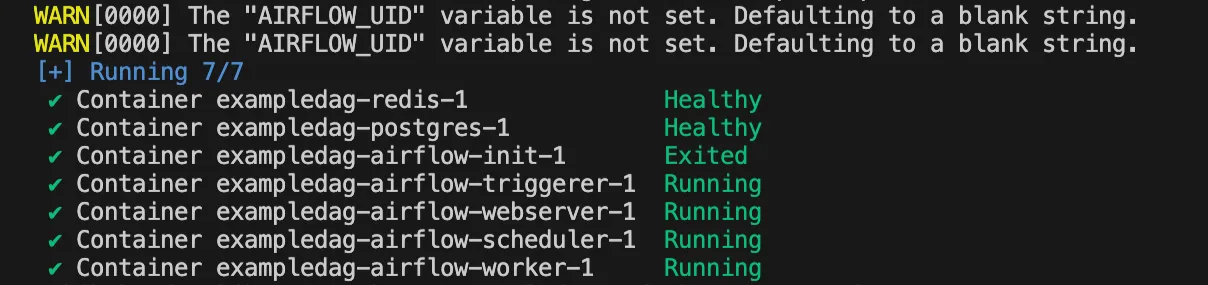 WARN[0000] The "AIRFLOW_UID" variable is not set. Defaulting to a blank string.
WARN[0000] The "AIRFLOW_UID" variable is not set. Defaulting to a blank string.
[+] Running 7/7
✔ Container exampledag-redis-1 Healthy
✔ Container exampledag-postgres-1 Healthy
✔ Container exampledag-airflow-init-1 Exited
✔ Container exampledag-airflow-triggerer-1 Running
✔ Container exampledag-airflow-webserver-1 Running
✔ Container exampledag-airflow-scheduler-1 Running
✔ Container exampledag-airflow-worker-1 Running